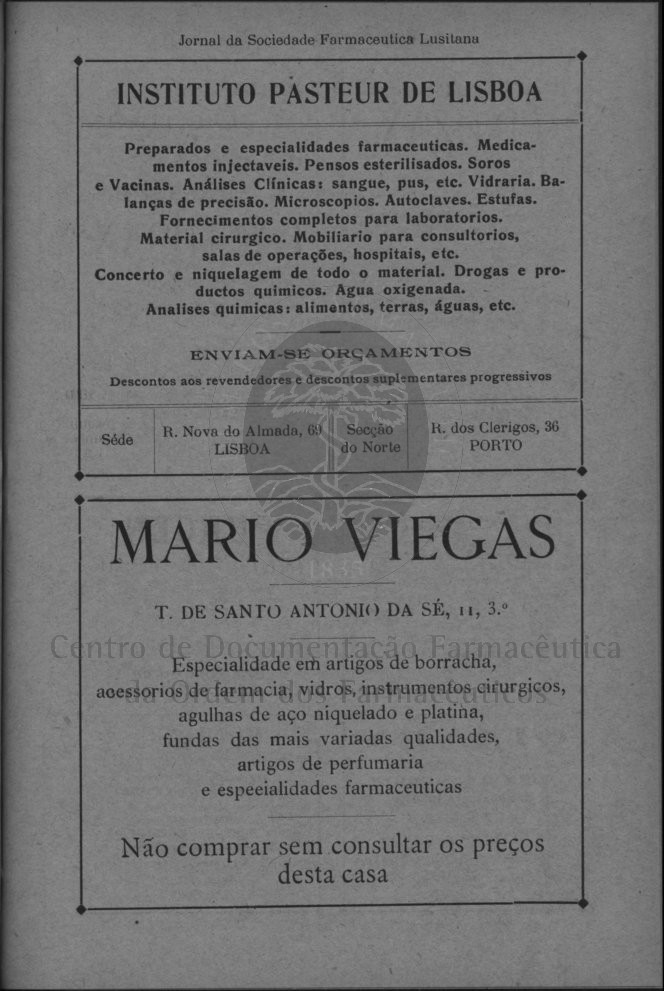 Jornal da Sociedade Farmaceutica Lusitana
INSTITUTO PASTEUR DE LISBOA
Preparados e especialidades farmaceuticas. Medica-
mentos injectaveis. Pensos esterilisados. Soros
e Vacinas. Análises Clínicas: sangue, pus, etc. Vidraria. Ba-
lanças de precisão. Microscopios. Autoclaves. Estufas.
Fornecimentos completos para laboratorios.
Material cirurgico. Mobiliario para consultorios,
salas de operações, hospitais, etc.
Concerto e niquelagem de todo o material. Drogas e pro-
ductos quimicos. Agua oxigenada.
Analises quimicas: alimentos, terras, águas, etc.
ENVIAM-SE ORÇAMENTOS
Descontos aos revendedores e descontos suplementares progressivos
Séde
R. Nova do Almada, 69
LISBOA
Secção
do Norte
R. dos Clerigos, 36
PORTO
MARIO VIEGAS
1835
T. DE SANTO ANTONIO DA SÉ, 11, 3.º
Centro de Documentação Farmacêutica
da Ordem dos Farmacêuticos
Especialidade em artigos de borracha,
acessorios de farmacia, vidros, instrumentos cirurgicos,
agulhas de aço niquelado e platina,
fundas das mais variadas qualidades,
artigos de perfumaria
e espeeialidades farmaceuticas
Não comprar sem consultar os preços
desta casa